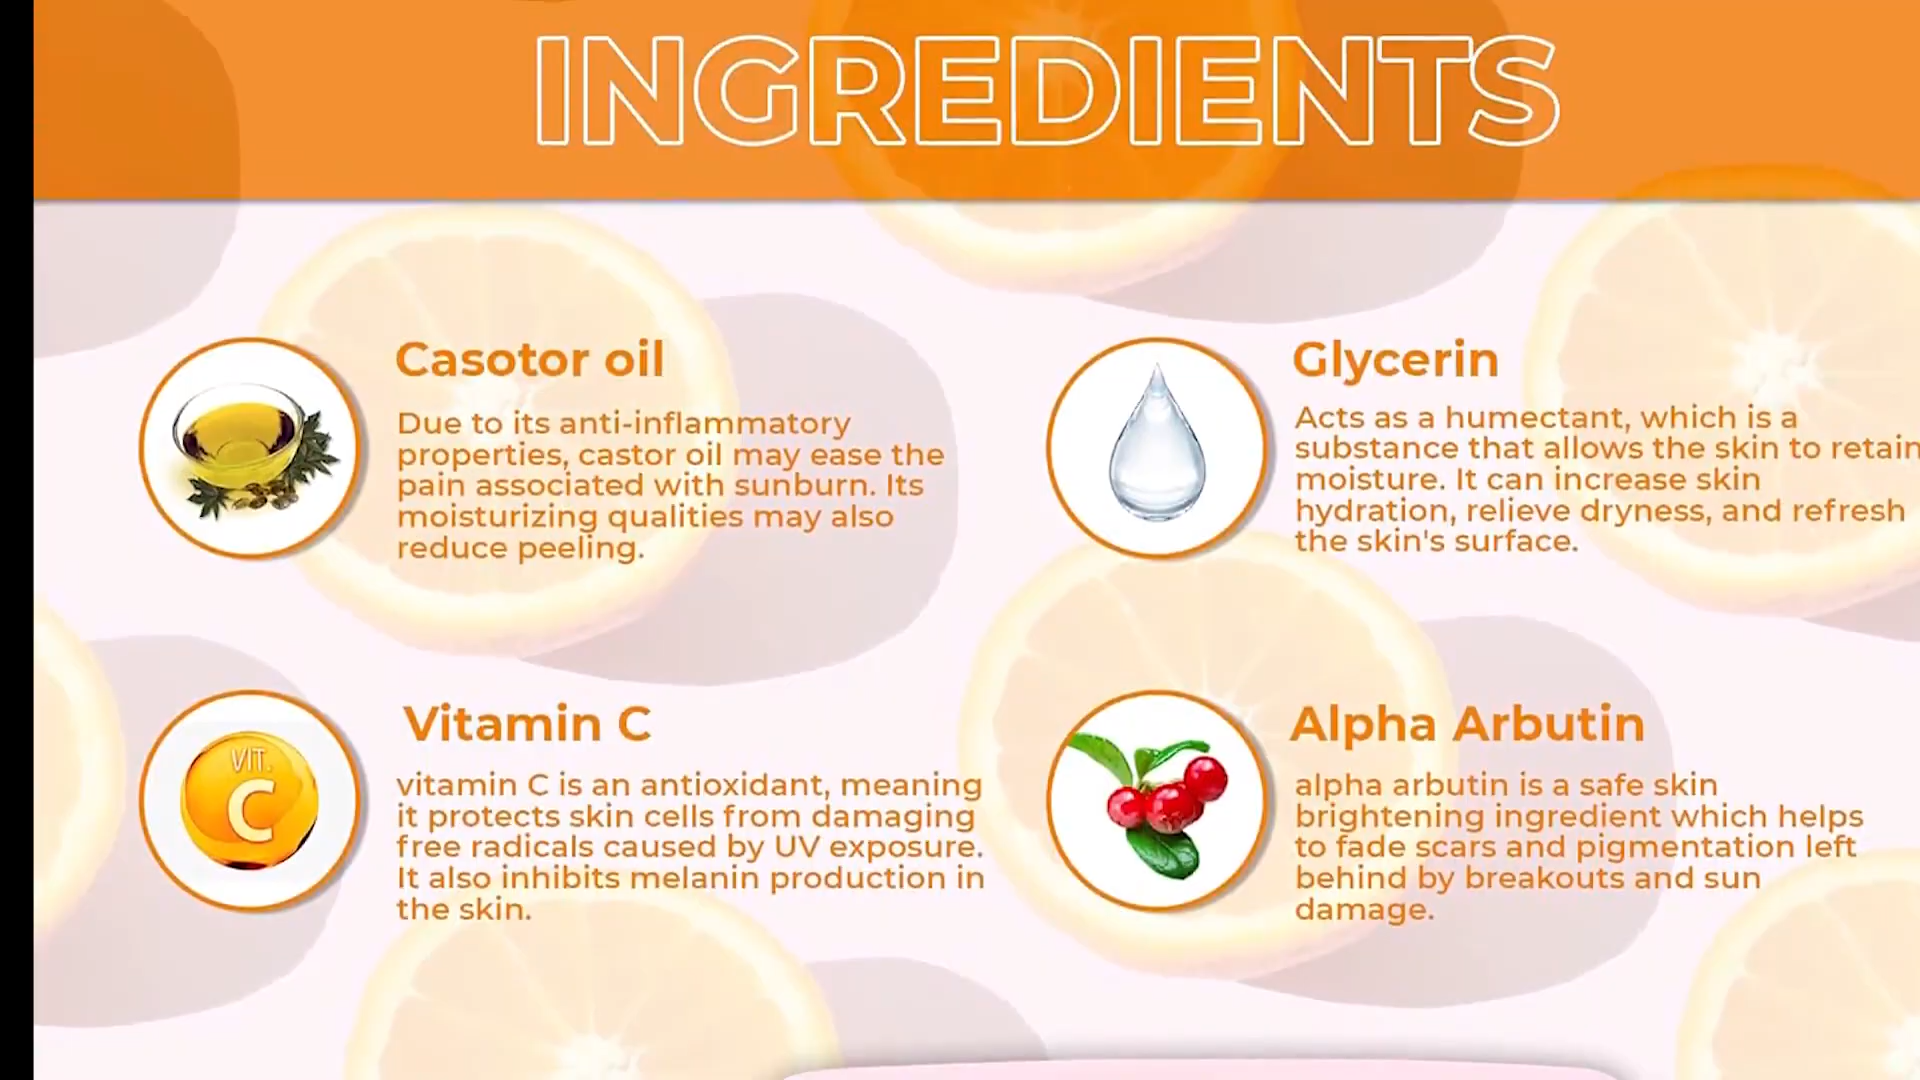 INGREDIENTS
Casotor oil
Due to its anti-inflammatory
properties, castor oil may ease the
pain associated with sunburn. Its
moisturizing qualities may also
reduce peeling.
Glycerin
Acts as a humectant, which is a
substance that allows the skin to retain
moisture. It can increase skin
hydration, relieve dryness, and refresh
the skin's surface.
VIT.
C
Vitamin C
vitamin C is an antioxidant, meaning
it protects skin cells from damaging
free radicals caused by UV exposure.
It also inhibits melanin production in
the skin.
Alpha Arbutin
alpha arbutin is a safe skin
brightening ingredient which helps
to fade scars and pigmentation left
behind by breakouts and sun
damage.